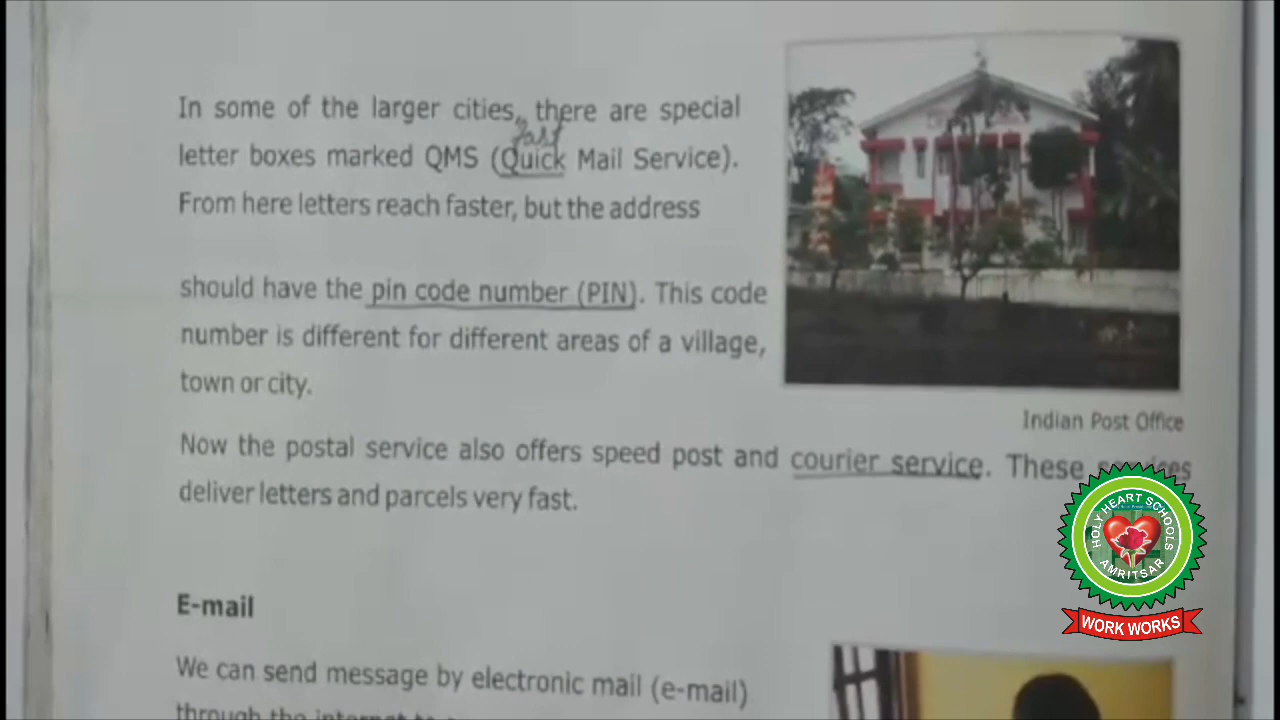 In some of the larger cities, there are special
fast
letter boxes marked QMS (Quick Mail Service).
From here letters reach faster, but the address
should have the pin code number (PIN). This code
number is different for different areas of a village,
town or city.
Indian Post Office
Now the postal service also offers speed post and courier service. These services
deliver letters and parcels very fast.
HOLY HEART SCHOOLS
AMRITSAR
WORK WORKS
E-mail
We can send message by electronic mail (e-mail)
through the internet